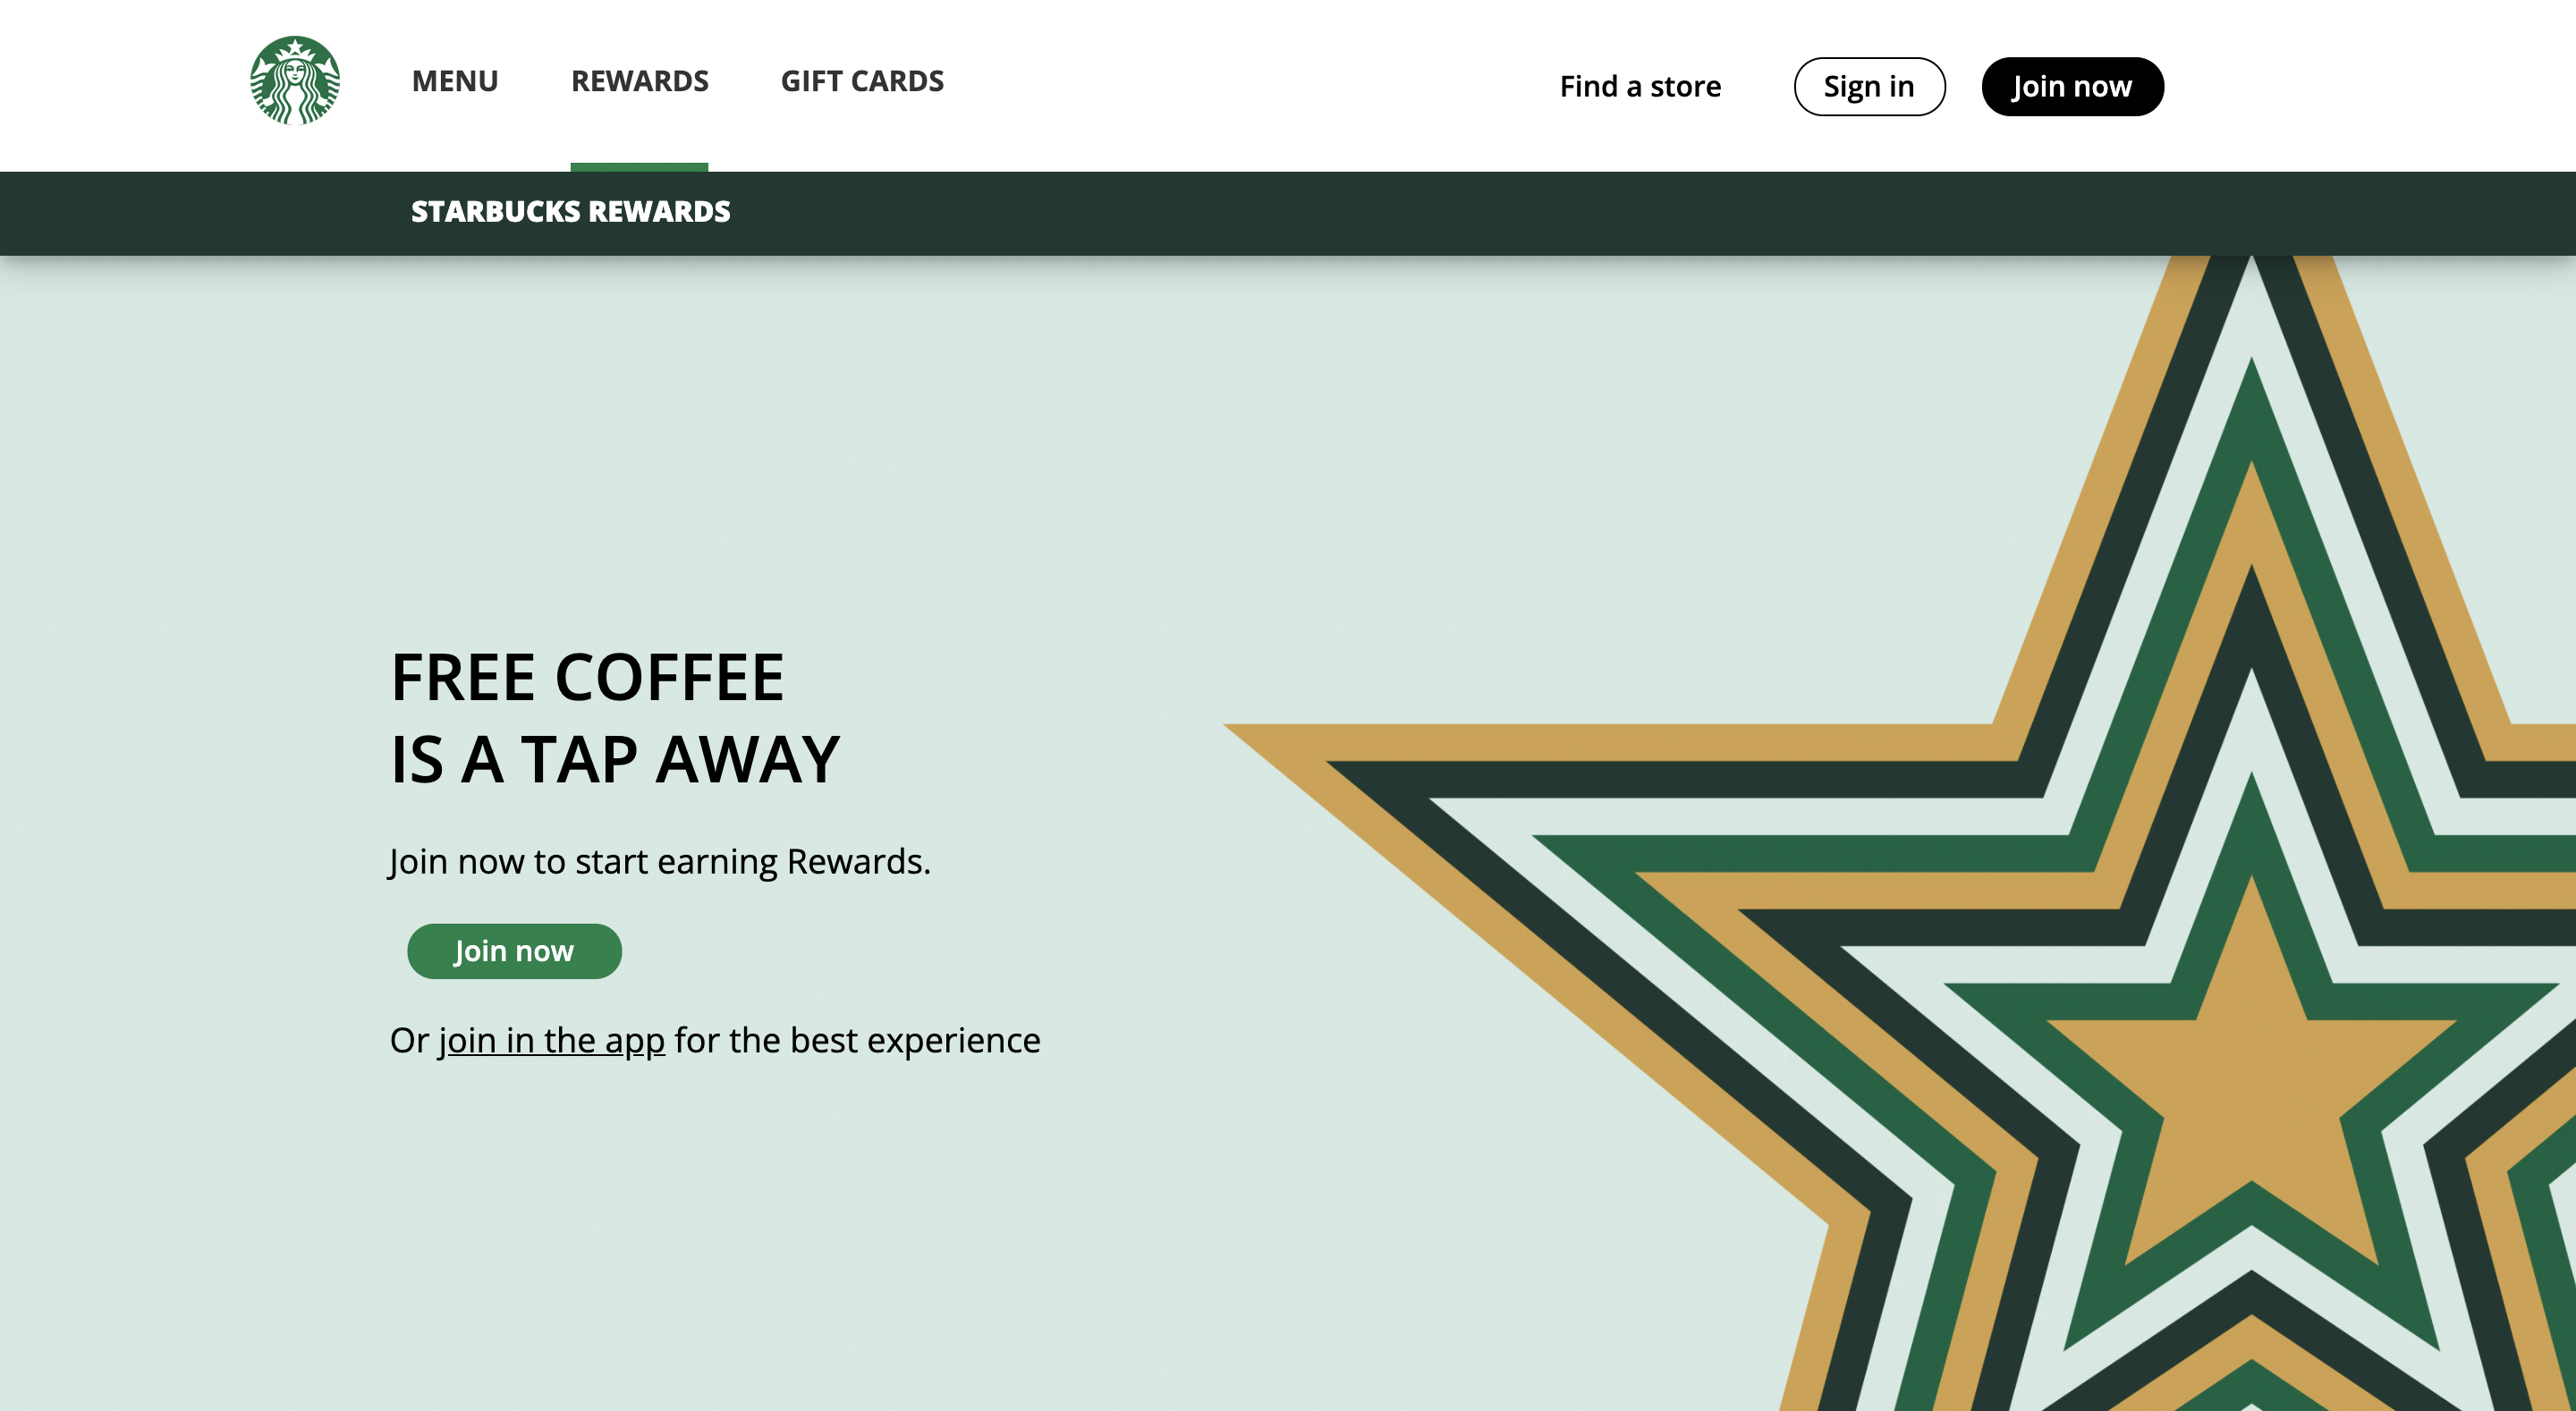 MENU REWARDS GIFT CARDS Find a store Sign in Join now
STARBUCKS REWARDS
FREE COFFEE
IS A TAP AWAY
Join now to start earning Rewards.
Join now
Or join in the app for the best experience